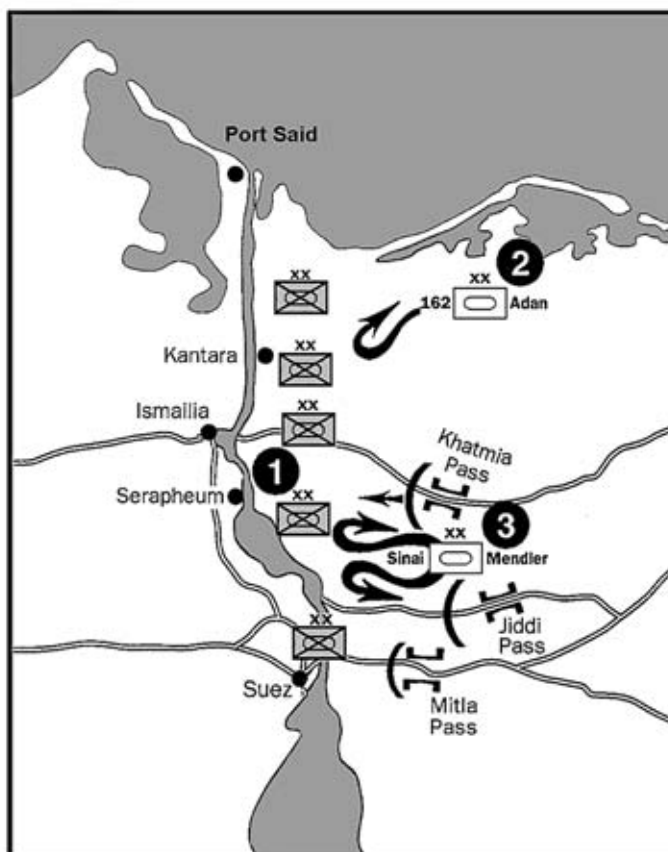 Port Said
xx
2
xx
162 Adan
Kantara
xx
Ismailia
xx
Khatmia
Pass
1
Serapheum
xx
3
xx
Sinai Mendler
xx
Jiddi
Pass
Suez
Mitla
Pass